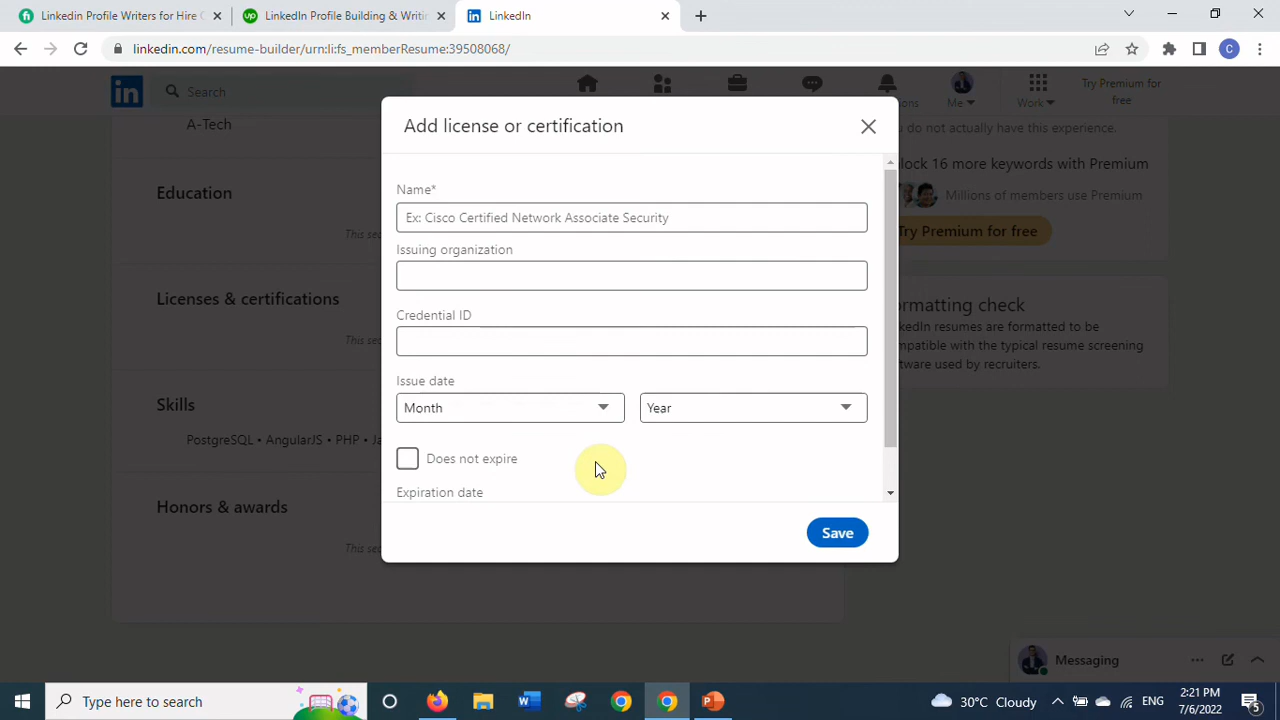 Linkedin Profile Writers for Hire
LinkedIn Profile Building & Writi
LinkedIn
linkedin.com/resume-builder/urn:li:fs_memberResume:39508068/
C
in
Search
Me
Work
Try Premium for
free
A-Tech
u do not actually have this experience.
Education
lock 16 more keywords with Premium
Millions of members use Premium
Try Premium for free
Licenses & certifications
Skills
PostgreSQL • AngularJS • PHP •
Honors & awards
ormatting check
kedIn resumes are formatted to be
mpatible with the typical resume screening
tware used by recruiters.
Add license or certification
Name*
Ex: Cisco Certified Network Associate Security
Issuing organization
Credential ID
Issue date
Month
Year
Does not expire
Expiration date
Save
Messaging
Type here to search
30°C Cloudy
ENG
2:21 PM
7/6/2022
5